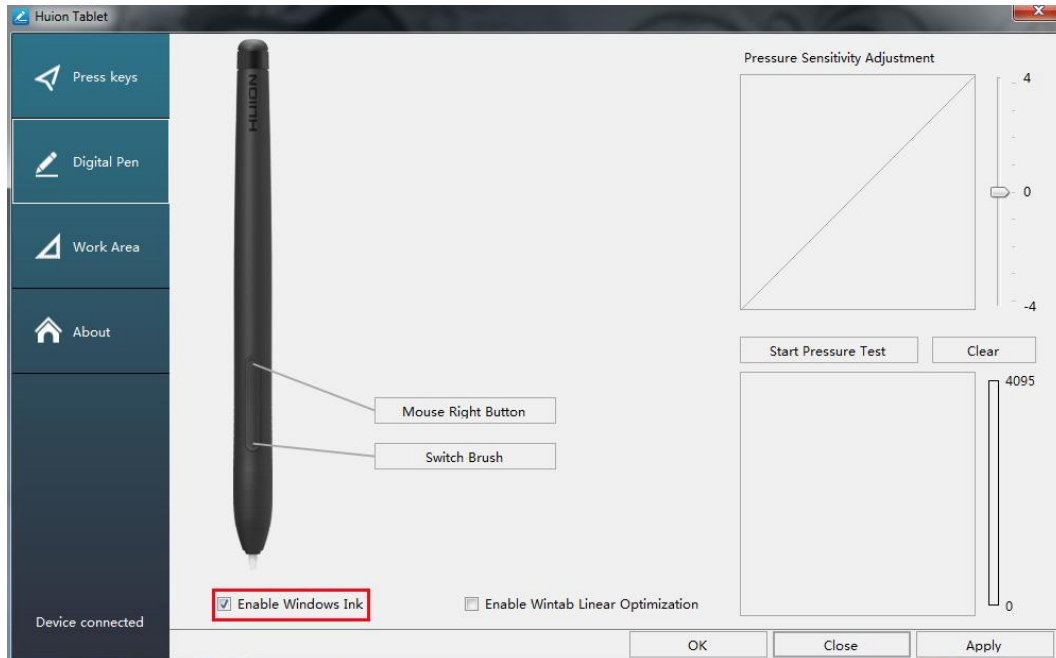 Huion Tablet
Press keys
Digital Pen
Work Area
About
Device connected
HUION
Mouse Right Button
Switch Brush
Enable Windows Ink
Enable Wintab Linear Optimization
Pressure Sensitivity Adjustment
4
0
-4
Start Pressure Test
Clear
4095
0
OK
Close
Apply